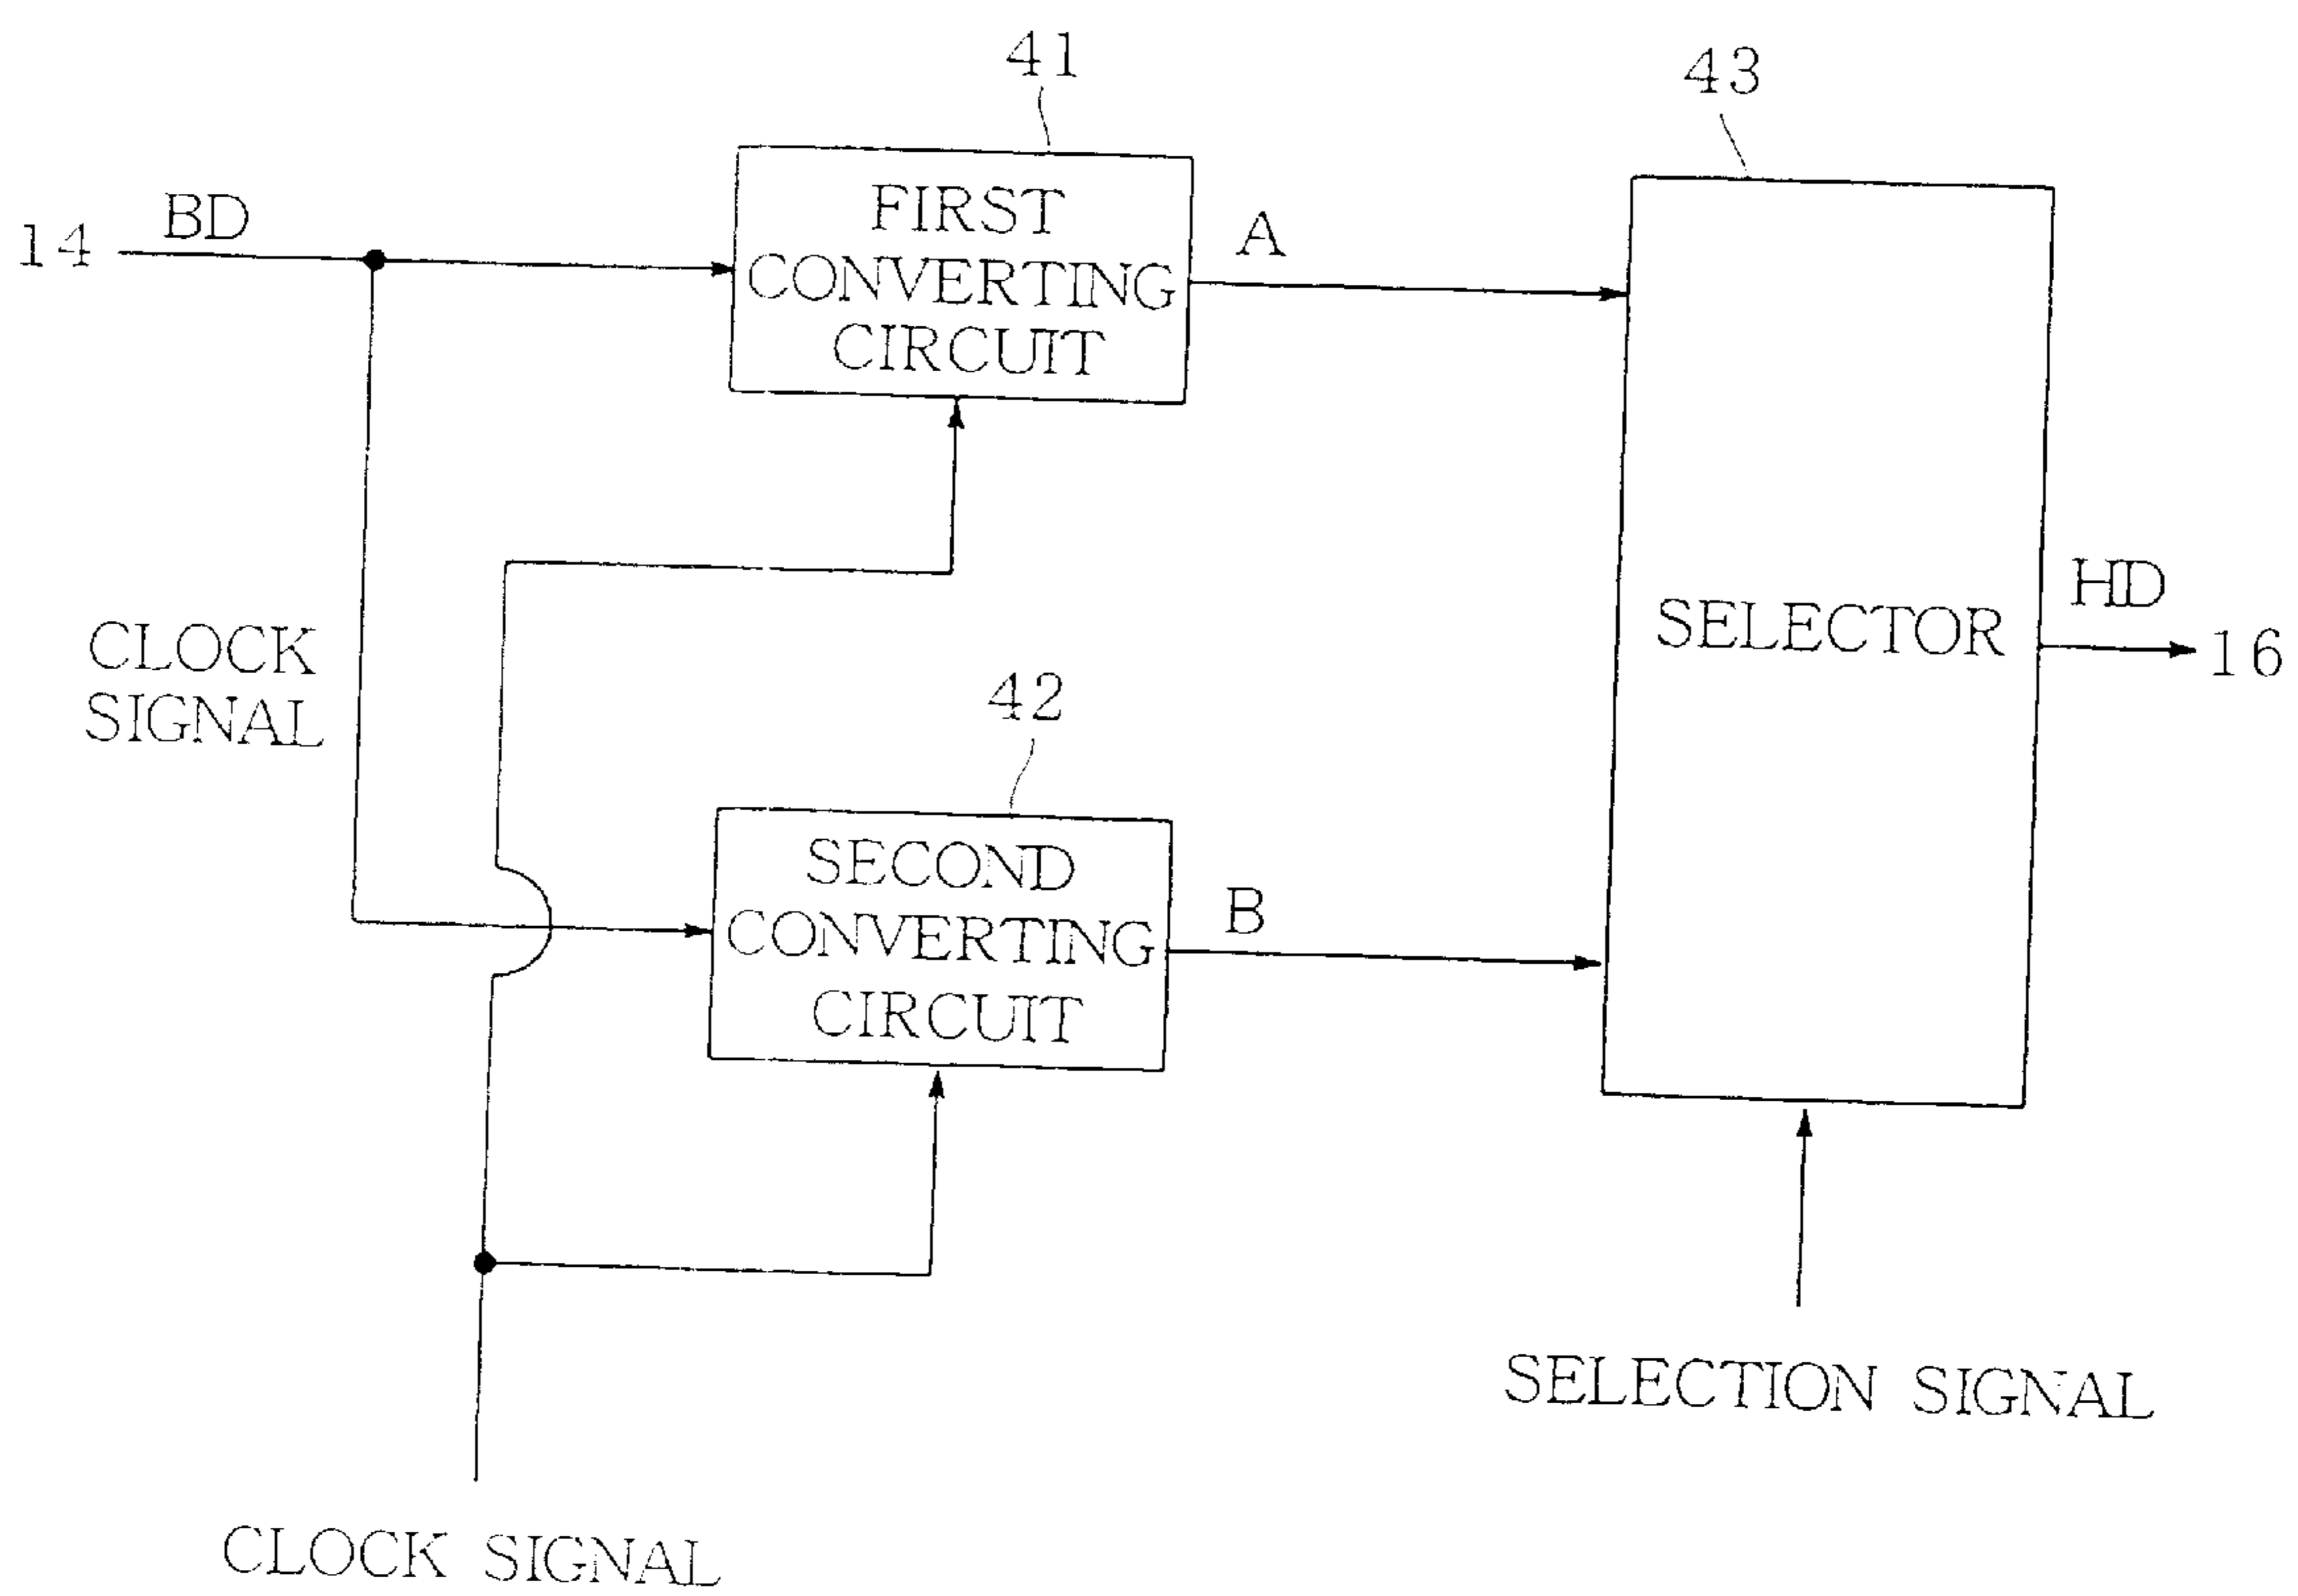 41
43
14
BD
FIRST
CONVERTING
CIRCUIT
A
HD
SELECTOR
16
CLOCK
SIGNAL
42
SECOND
CONVERTING
CIRCUIT
B
SELECTION SIGNAL
CLOCK SIGNAL